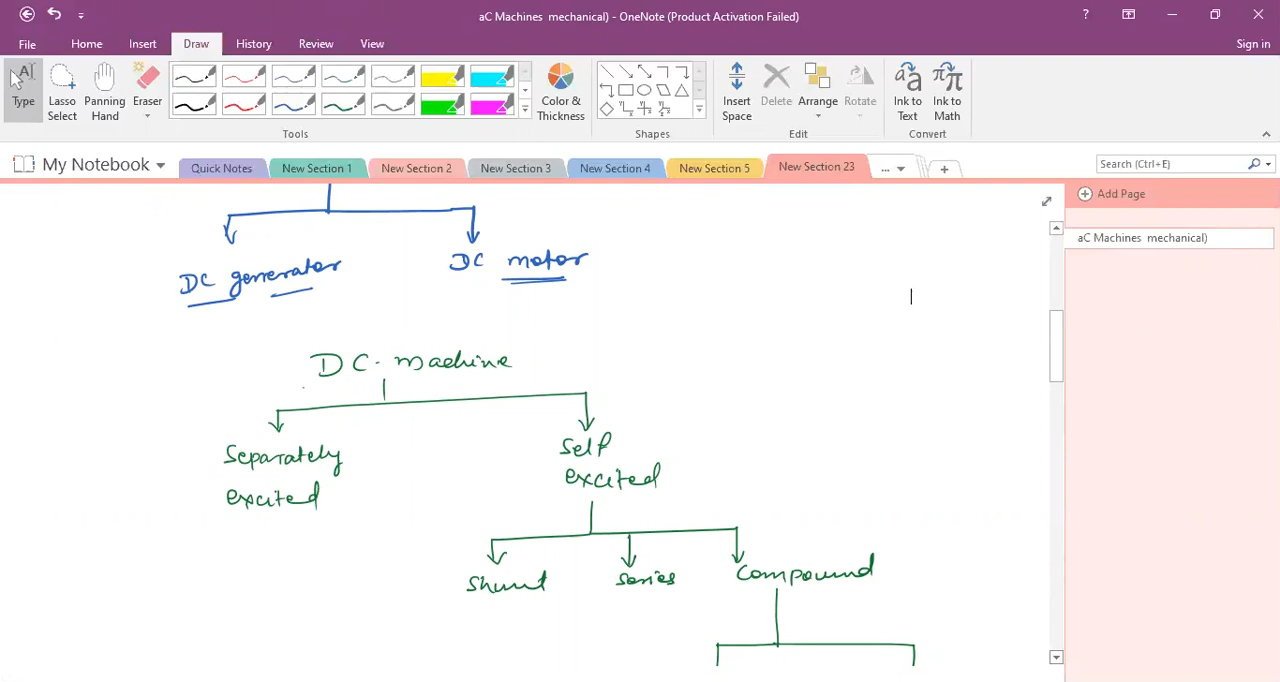 aC Machines mechanical) - OneNote (Product Activation Failed)
?
File Home Insert Draw History Review View
Sign in
Type
Lasso Select
Panning Hand
Eraser
Color & Thickness
Insert Space
Delete
Arrange
Rotate
Ink to Text
Ink to Math
Tools
Shapes
Edit
Convert
My Notebook
Quick Notes
New Section 1
New Section 2
New Section 3
New Section 4
New Section 5
New Section 23
...
Search (Ctrl+E)
Add Page
aC Machines mechanical)
DC generator
DC motor
DC machine
Separately
excited
Self
excited
Shunt
series
Compound